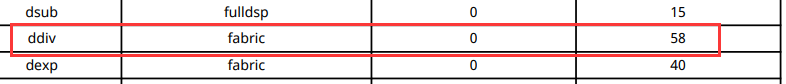 dsub fulldsp 0 15
ddiv fabric 0 58
dexp fabric 0 40